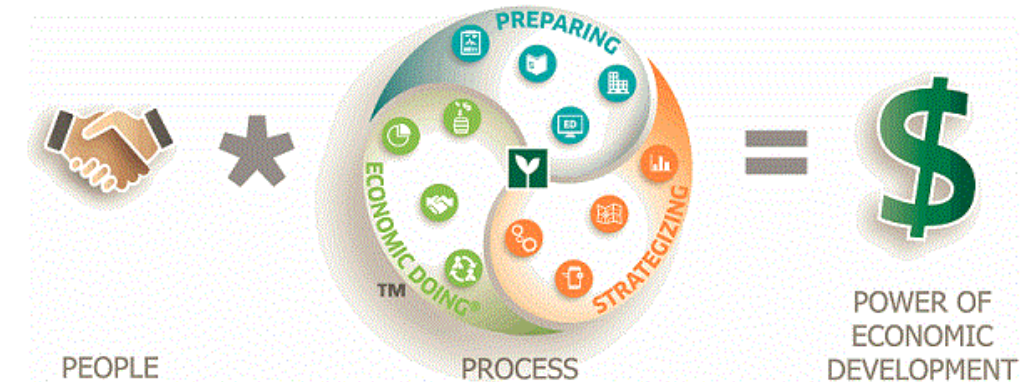 PREPARING
ED
ECONOMIC DOING®
STRATEGIZING
TM
*
=
$
PEOPLE
PROCESS
POWER OF
ECONOMIC
DEVELOPMENT